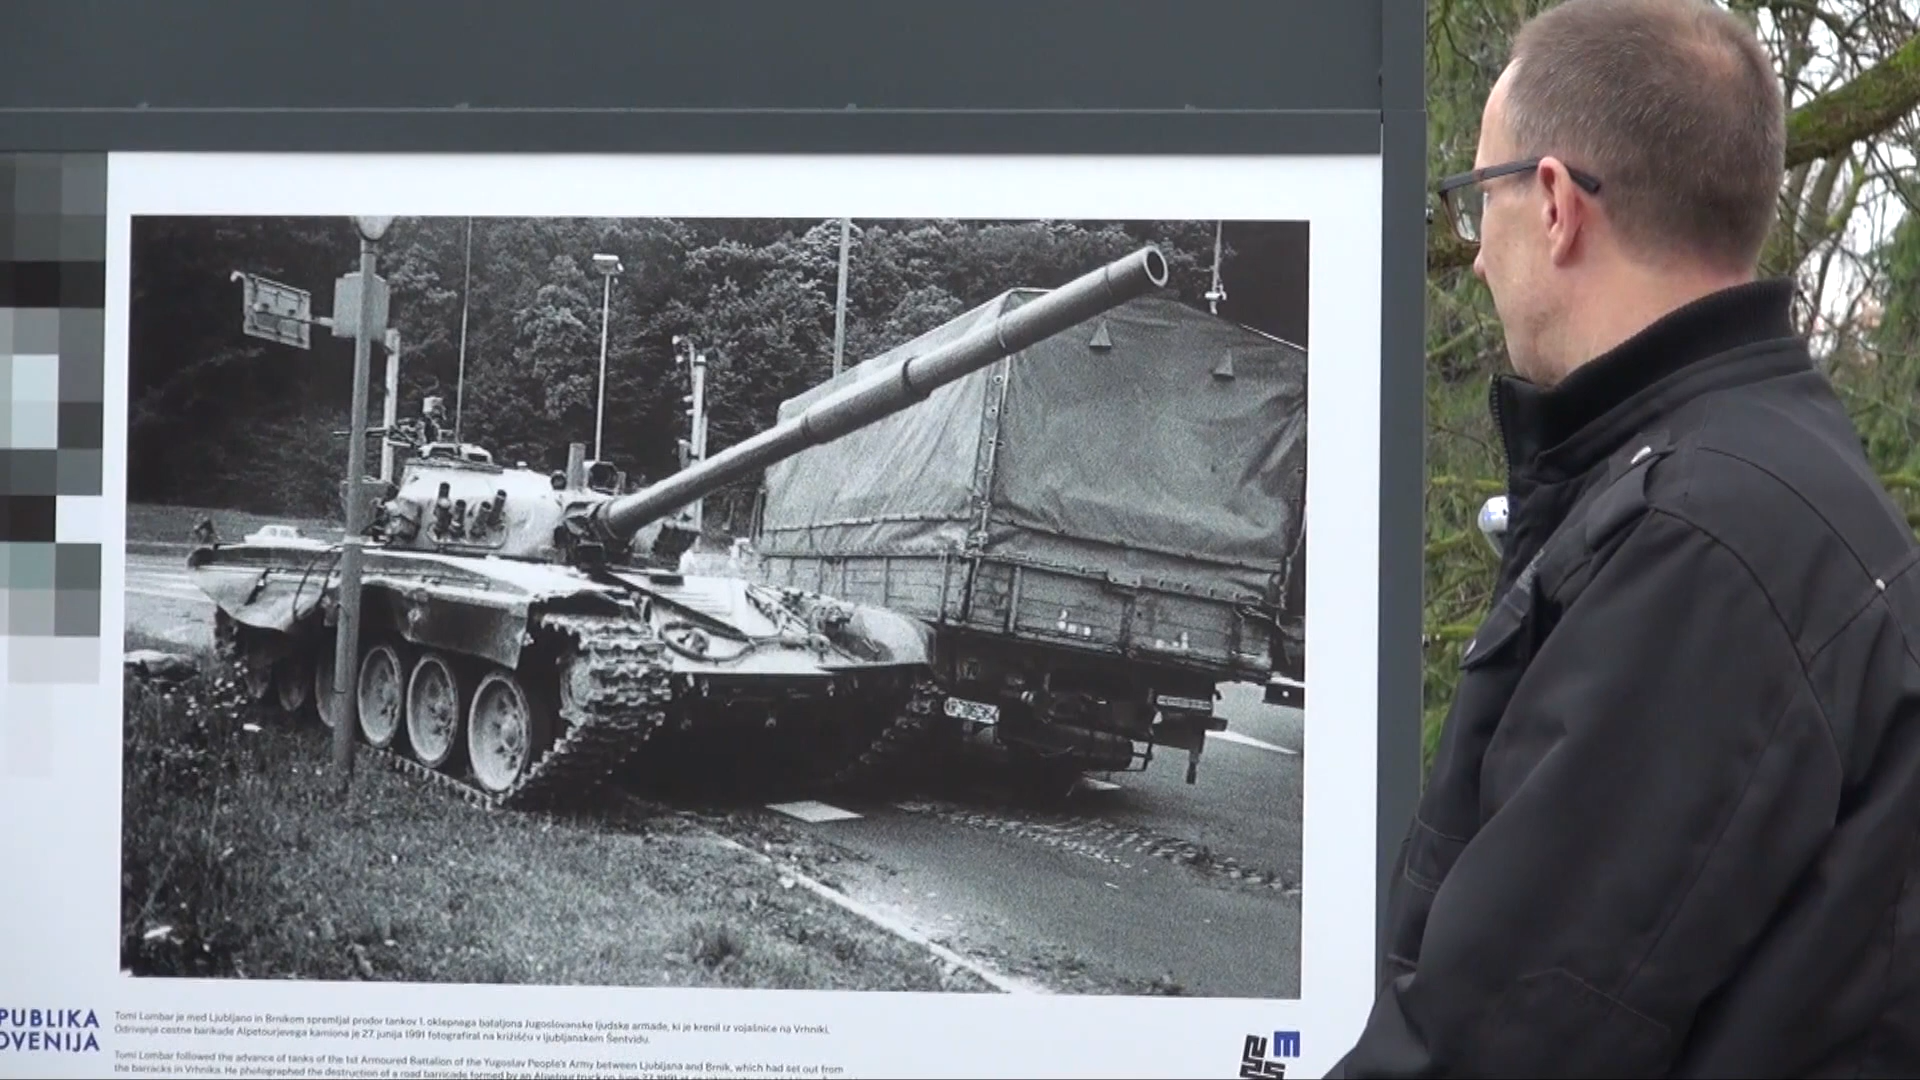 PUBLIKA
OVENIJA
Tomi Lombar je med Ljubljano in Brnikom spremljal prodor tankov 1. oklepnega bataljona Jugoslovanske ljudske armade, ki je krenil iz vojašnice na Vrhniki.
Odrivanje cestne barikade Alpetourjevega kamiona je 27. junija 1991 fotografiral na križišču v ljubljanskem Šentvidu.
Tomi Lombar followed the advance of tanks of the 1st Armoured Battalion of the Yugoslav People's Army between Ljubljana and Brnik, which had set out from
the barracks in Vrhnika. He photographed the destruction of a road barricade formed by an Alpetour truck on June 27, 1991 at